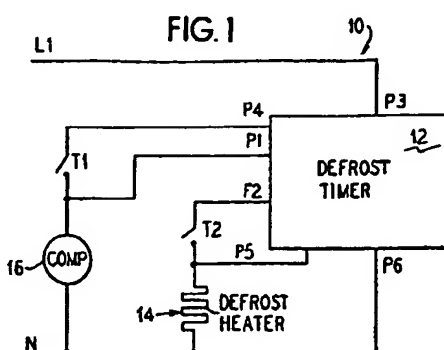 FIG. 1
10
L1
P4
P3
P1
12
T1
DEFROST
TIMER
F2
T2
P5
P6
16
COMP
14
DEFROST
HEATER
N